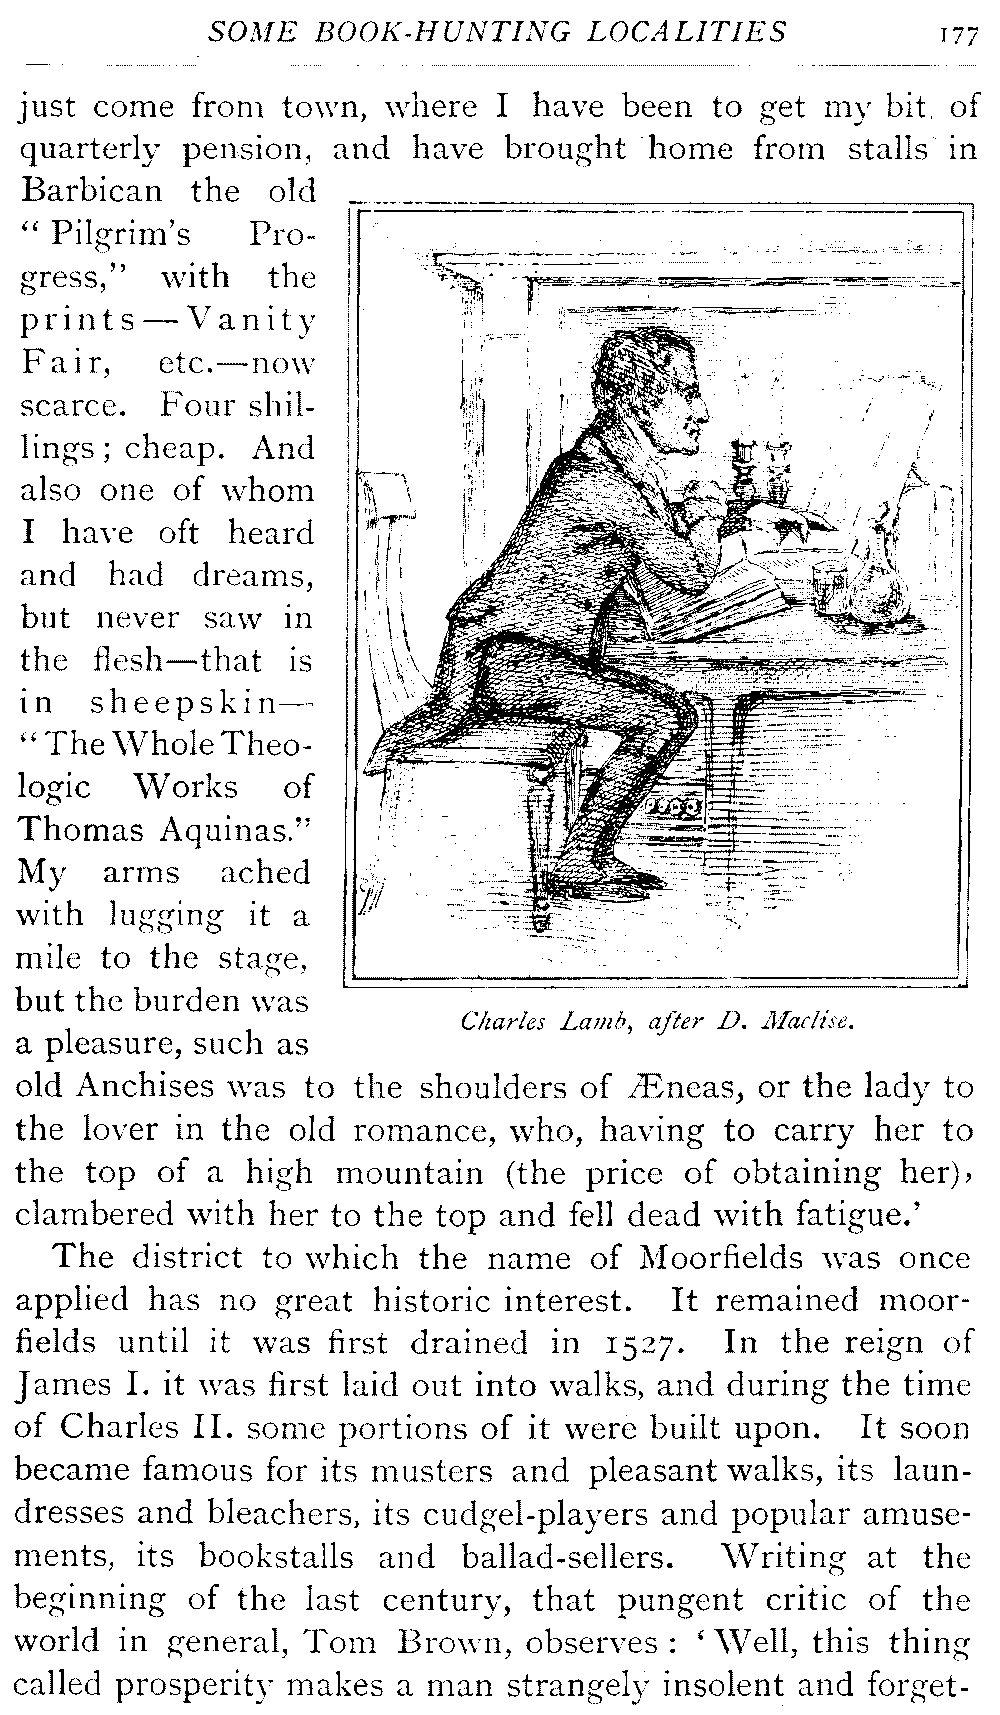 SOME BOOK-HUNTING LOCALITIES 177
just come from town, where I have been to get my bit of
quarterly pension, and have brought home from stalls in
Barbican the old
“ Pilgrim's Pro-
gress,” with the
prints—Vanity
Fair, etc.—now
scarce. Four shil-
lings ; cheap. And
also one of whom
I have oft heard
and had dreams,
but never saw in
the flesh—that is
in sheepskin—
“The Whole Theo-
logic Works of
Thomas Aquinas.”
My arms ached
with lugging it a
mile to the stage,
but the burden was
a pleasure, such as
Charles Lamb, after D. Maclise.
old Anchises was to the shoulders of Æneas, or the lady to
the lover in the old romance, who, having to carry her to
the top of a high mountain (the price of obtaining her),
clambered with her to the top and fell dead with fatigue.’
The district to which the name of Moorfields was once
applied has no great historic interest. It remained moor-
fields until it was first drained in 1527. In the reign of
James I. it was first laid out into walks, and during the time
of Charles II. some portions of it were built upon. It soon
became famous for its musters and pleasant walks, its laun-
dresses and bleachers, its cudgel-players and popular amuse-
ments, its bookstalls and ballad-sellers. Writing at the
beginning of the last century, that pungent critic of the
world in general, Tom Brown, observes : ‘ Well, this thing
called prosperity makes a man strangely insolent and forget-